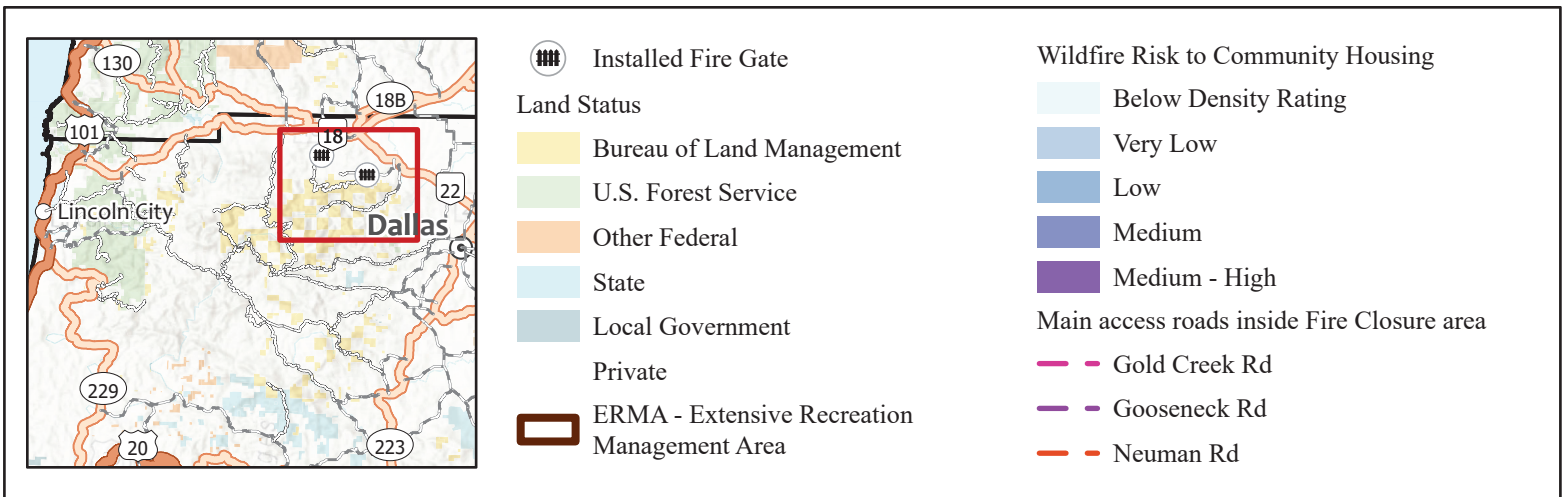 130
18B
101
18
22
Lincoln City
Dallas
229
20
223
Installed Fire Gate
Land Status
Bureau of Land Management
U.S. Forest Service
Other Federal
State
Local Government
Private
ERMA - Extensive Recreation
Management Area
Wildfire Risk to Community Housing
Below Density Rating
Very Low
Low
Medium
Medium - High
Main access roads inside Fire Closure area
Gold Creek Rd
Gooseneck Rd
Neuman Rd